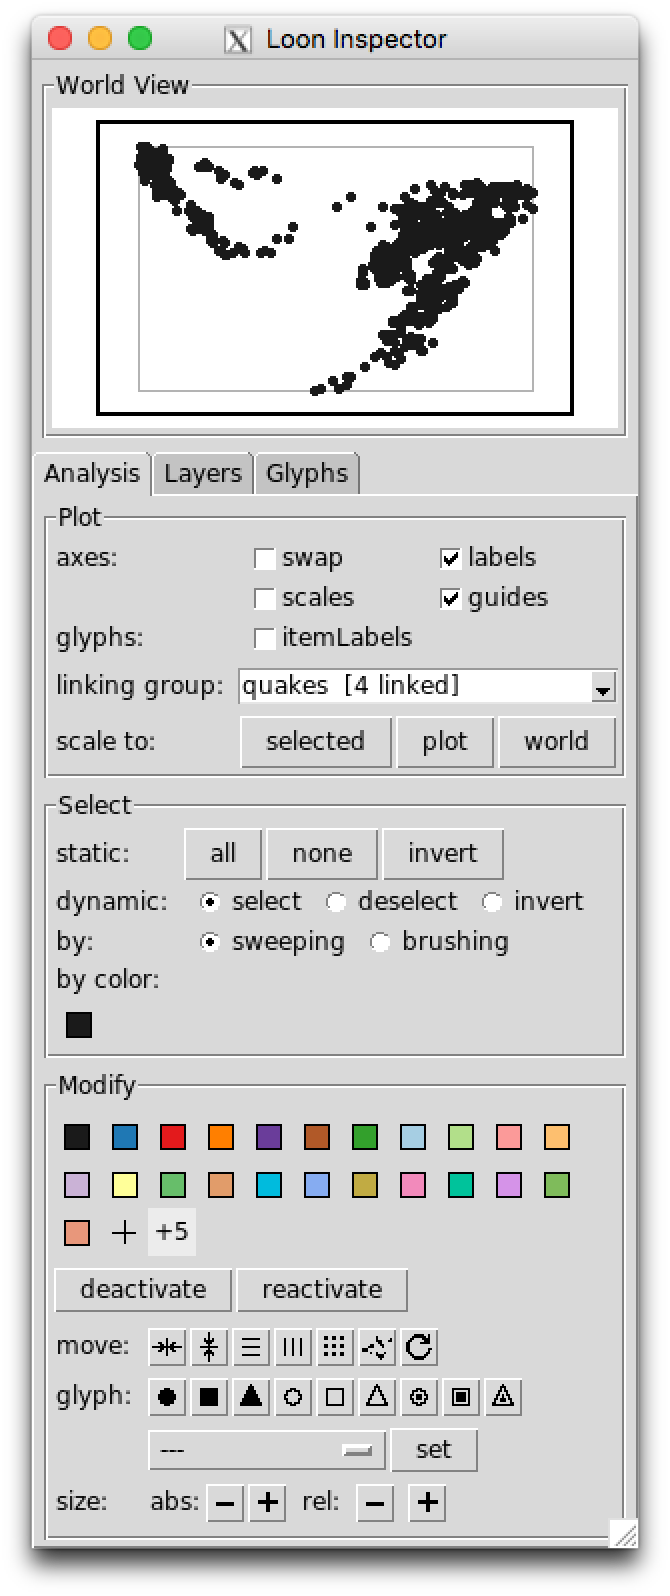 Loon Inspector
World View
Analysis Layers Glyphs
Plot
axes: swap labels
scales guides
glyphs: itemLabels
linking group: quakes [4 linked]
scale to: selected plot world
Select
static: all none invert
dynamic: select deselect invert
by: sweeping brushing
by color:
Modify
+5
deactivate reactivate
move:
glyph:
--- set
size: abs: − + rel: − +